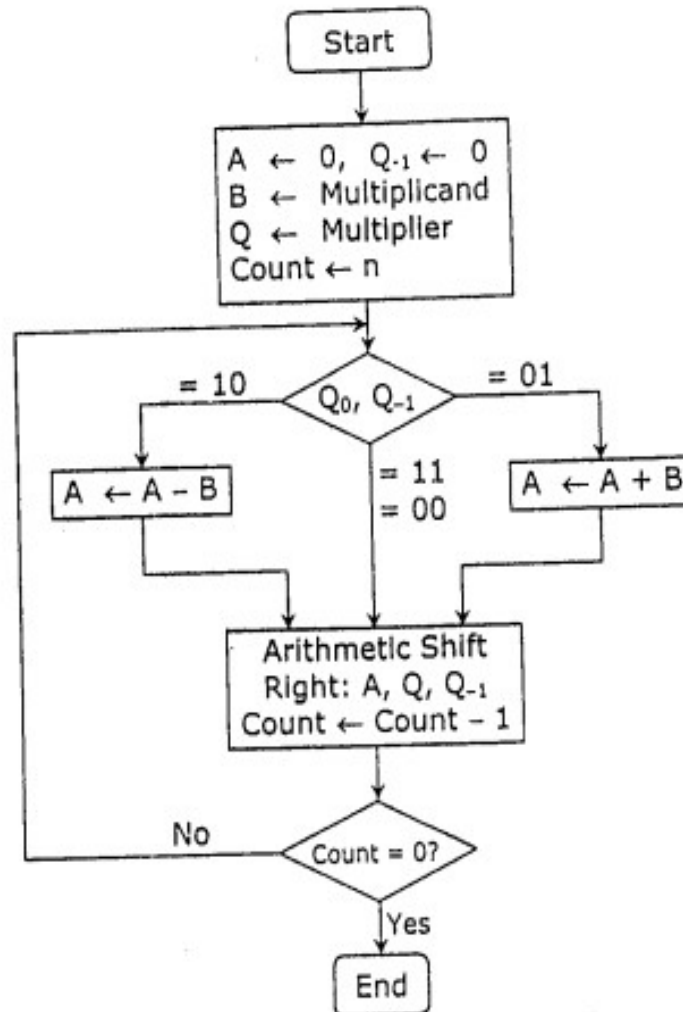 Start
A ← 0, Q₋₁ ← 0
B ← Multiplicand
Q ← Multiplier
Count ← n
= 10
Q₀, Q₋₁
= 01
A ← A – B
= 11
= 00
A ← A + B
Arithmetic Shift
Right: A, Q, Q₋₁
Count ← Count – 1
No
Count = 0?
Yes
End